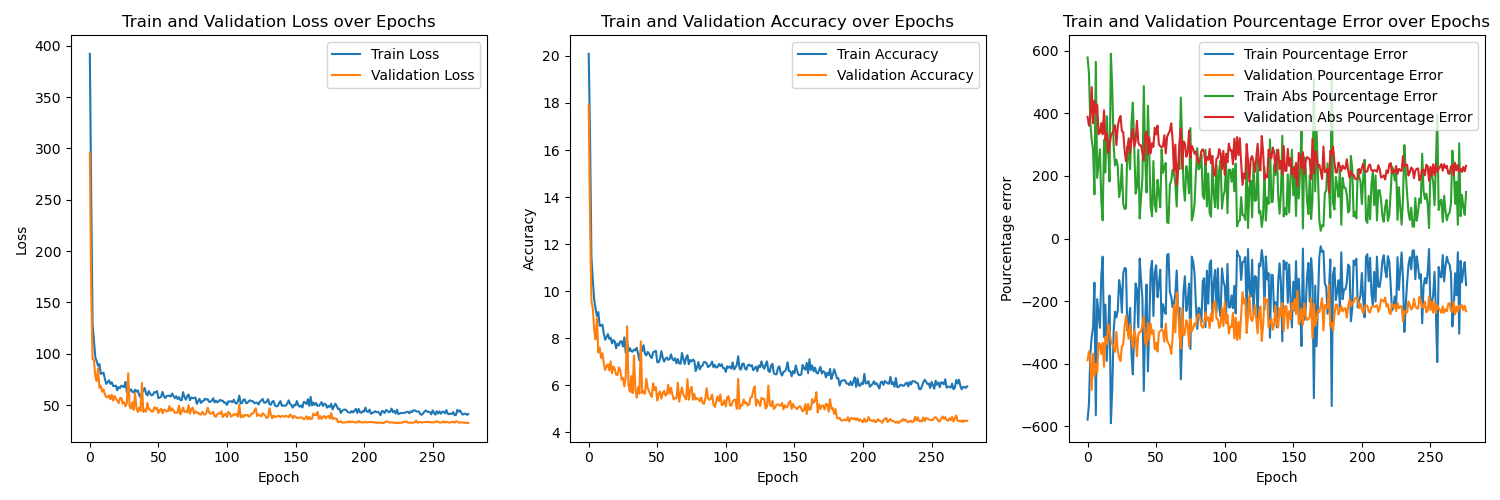 Train and Validation Loss over Epochs
400
350
300
250
200
150
100
50
0
50
100
150
200
250
Loss
Epoch
Train Loss
Validation Loss
Train and Validation Accuracy over Epochs
20
18
16
14
12
10
8
6
4
0
50
100
150
200
250
Accuracy
Epoch
Train Accuracy
Validation Accuracy
Train and Validation Pourcentage Error over Epochs
600
400
200
0
−200
−400
−600
0
50
100
150
200
250
Pourcentage error
Epoch
Train Pourcentage Error
Validation Pourcentage Error
Train Abs Pourcentage Error
Validation Abs Pourcentage Error